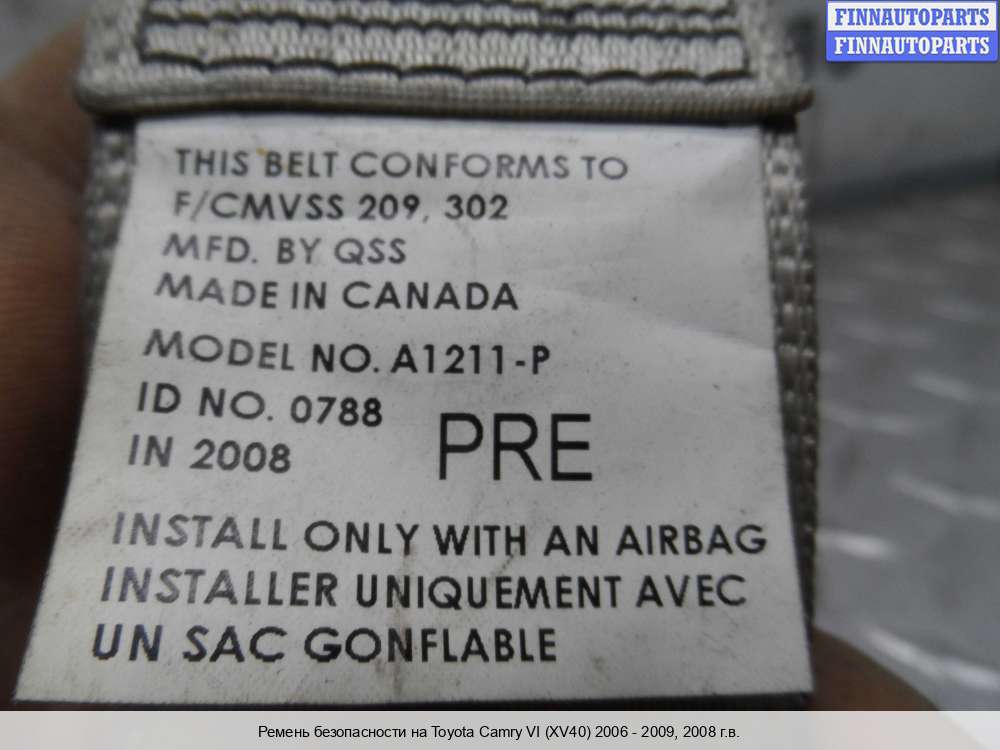 FINNAUTOPARTS
FINNAUTOPARTS
THIS BELT CONFORMS TO
F/CMVSS 209, 302
MFD. BY QSS
MADE IN CANADA
MODEL NO. A1211-P
ID NO. 0788
IN 2008
PRE
INSTALL ONLY WITH AN AIRBAG
INSTALLER UNIQUEMENT AVEC
UN SAC GONFLABLE
Ремень безопасности на Toyota Camry VI (XV40) 2006 - 2009, 2008 г.в.